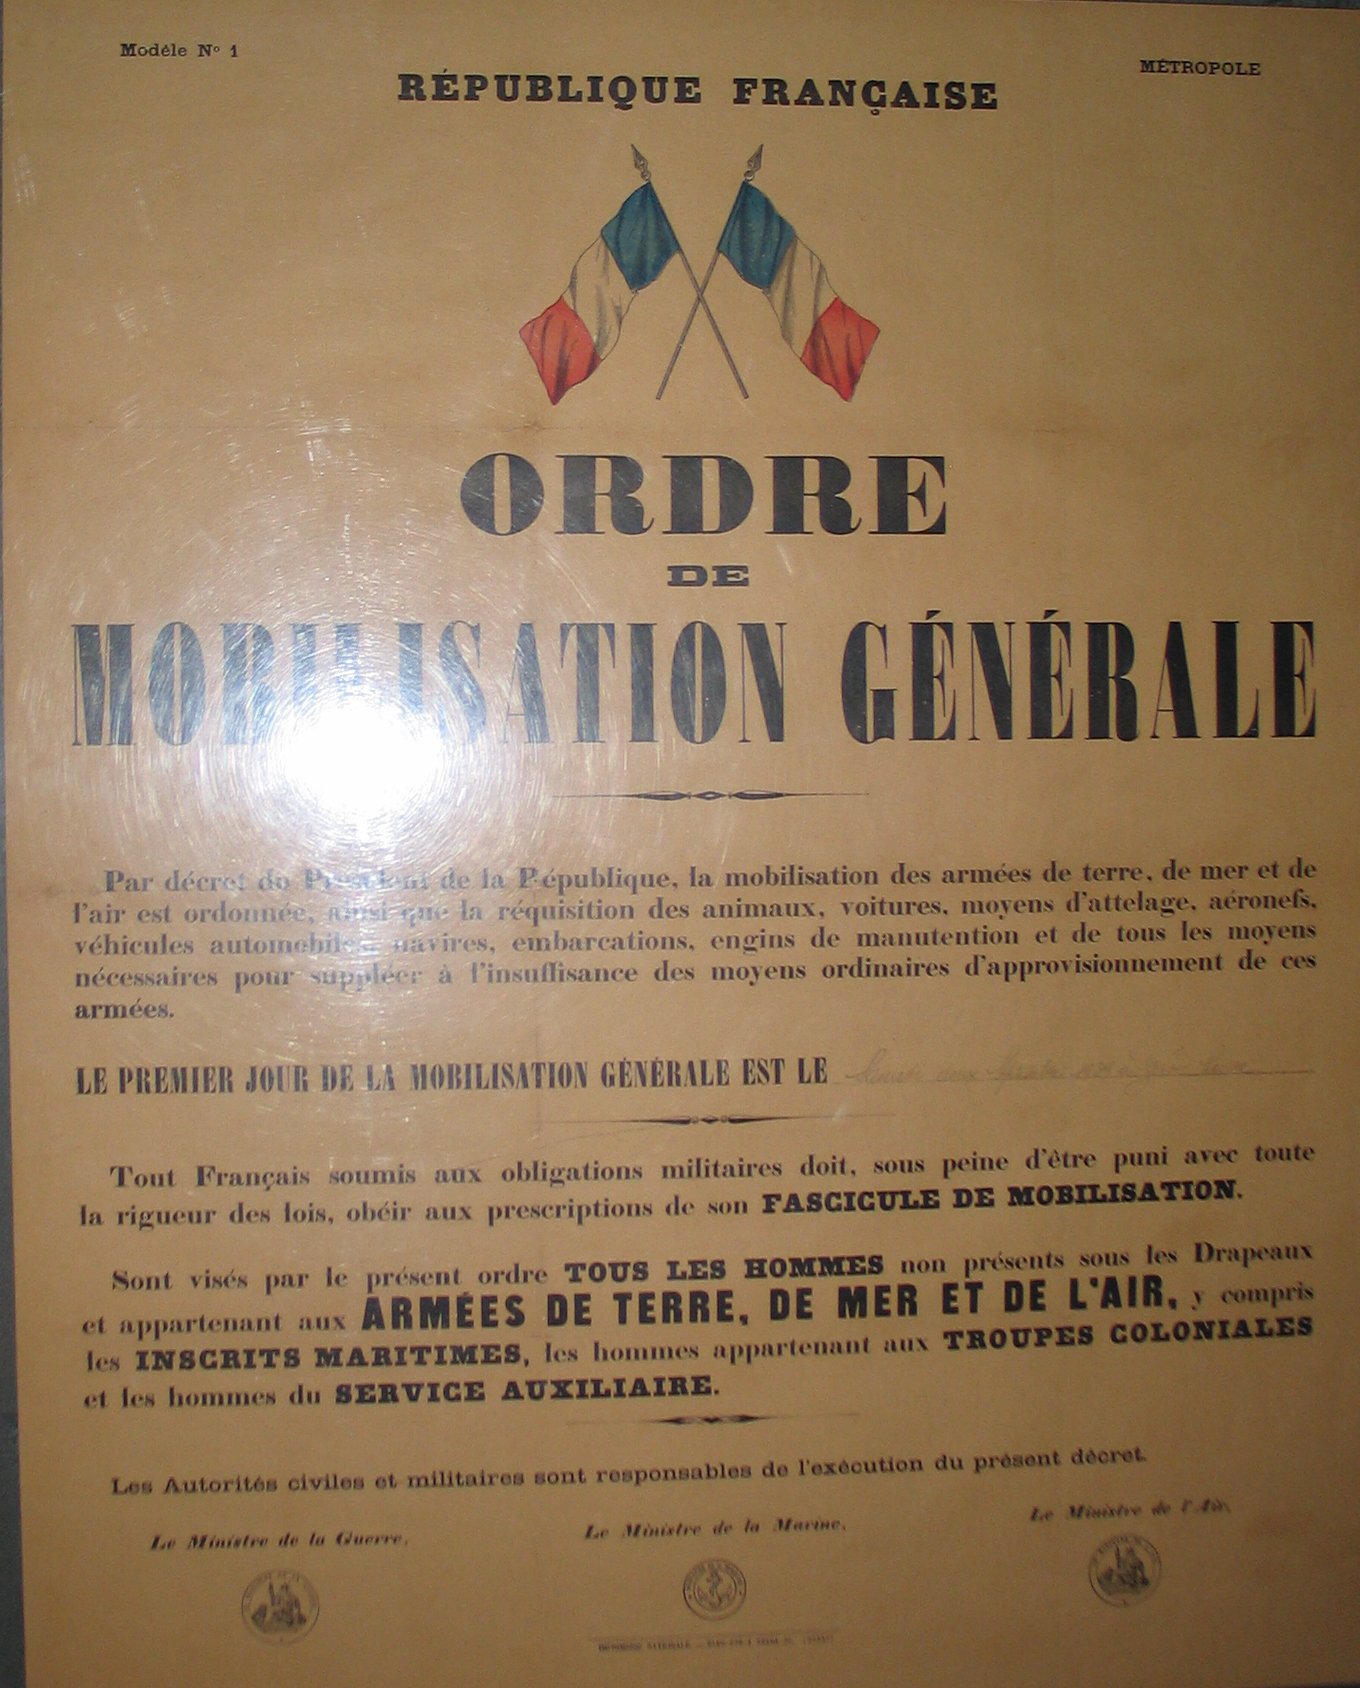 Modèle Nº 1
MÉTROPOLE
RÉPUBLIQUE FRANÇAISE
ORDRE
DE
MOBILISATION GÉNÉRALE
Par décret du Président de la République, la mobilisation des armées de terre, de mer et de
l'air est ordonnée, ainsi que la réquisition des animaux, voitures, moyens d'attelage, aéronefs,
véhicules automobiles, navires, embarcations, engins de manutention et de tous les moyens
nécessaires pour suppléer à l'insuffisance des moyens ordinaires d'approvisionnement de ces
armées.
LE PREMIER JOUR DE LA MOBILISATION GÉNÉRALE EST LE
Tout Français soumis aux obligations militaires doit, sous peine d'être puni avec toute
la rigueur des lois, obéir aux prescriptions de son FASCICULE DE MOBILISATION.
Sont visés par le présent ordre TOUS LES HOMMES non présents sous les Drapeaux
et appartenant aux ARMÉES DE TERRE, DE MER ET DE L'AIR, y compris
les INSCRITS MARITIMES, les hommes appartenant aux TROUPES COLONIALES
et les hommes du SERVICE AUXILIAIRE.
Les Autorités civiles et militaires sont responsables de l'exécution du présent décret.
Le Ministre de la Guerre,
Le Ministre de la Marine,
Le Ministre de l'Air,
IMPRIMERIE NATIONALE